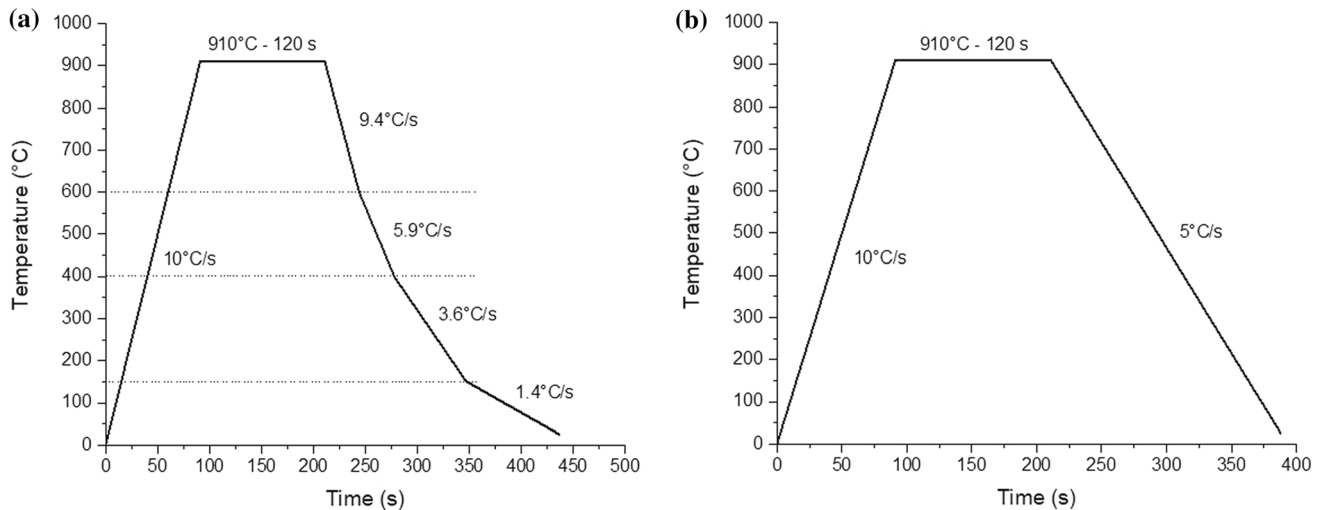 (a)
1000
900
800
700
600
500
400
300
200
100
0
Temperature (°C)
910°C - 120 s
9.4°C/s
5.9°C/s
10°C/s
3.6°C/s
1.4°C/s
0 50 100 150 200 250 300 350 400 450 500
Time (s)
(b)
1000
900
800
700
600
500
400
300
200
100
0
Temperature (°C)
910°C - 120 s
5°C/s
10°C/s
0 50 100 150 200 250 300 350 400
Time (s)